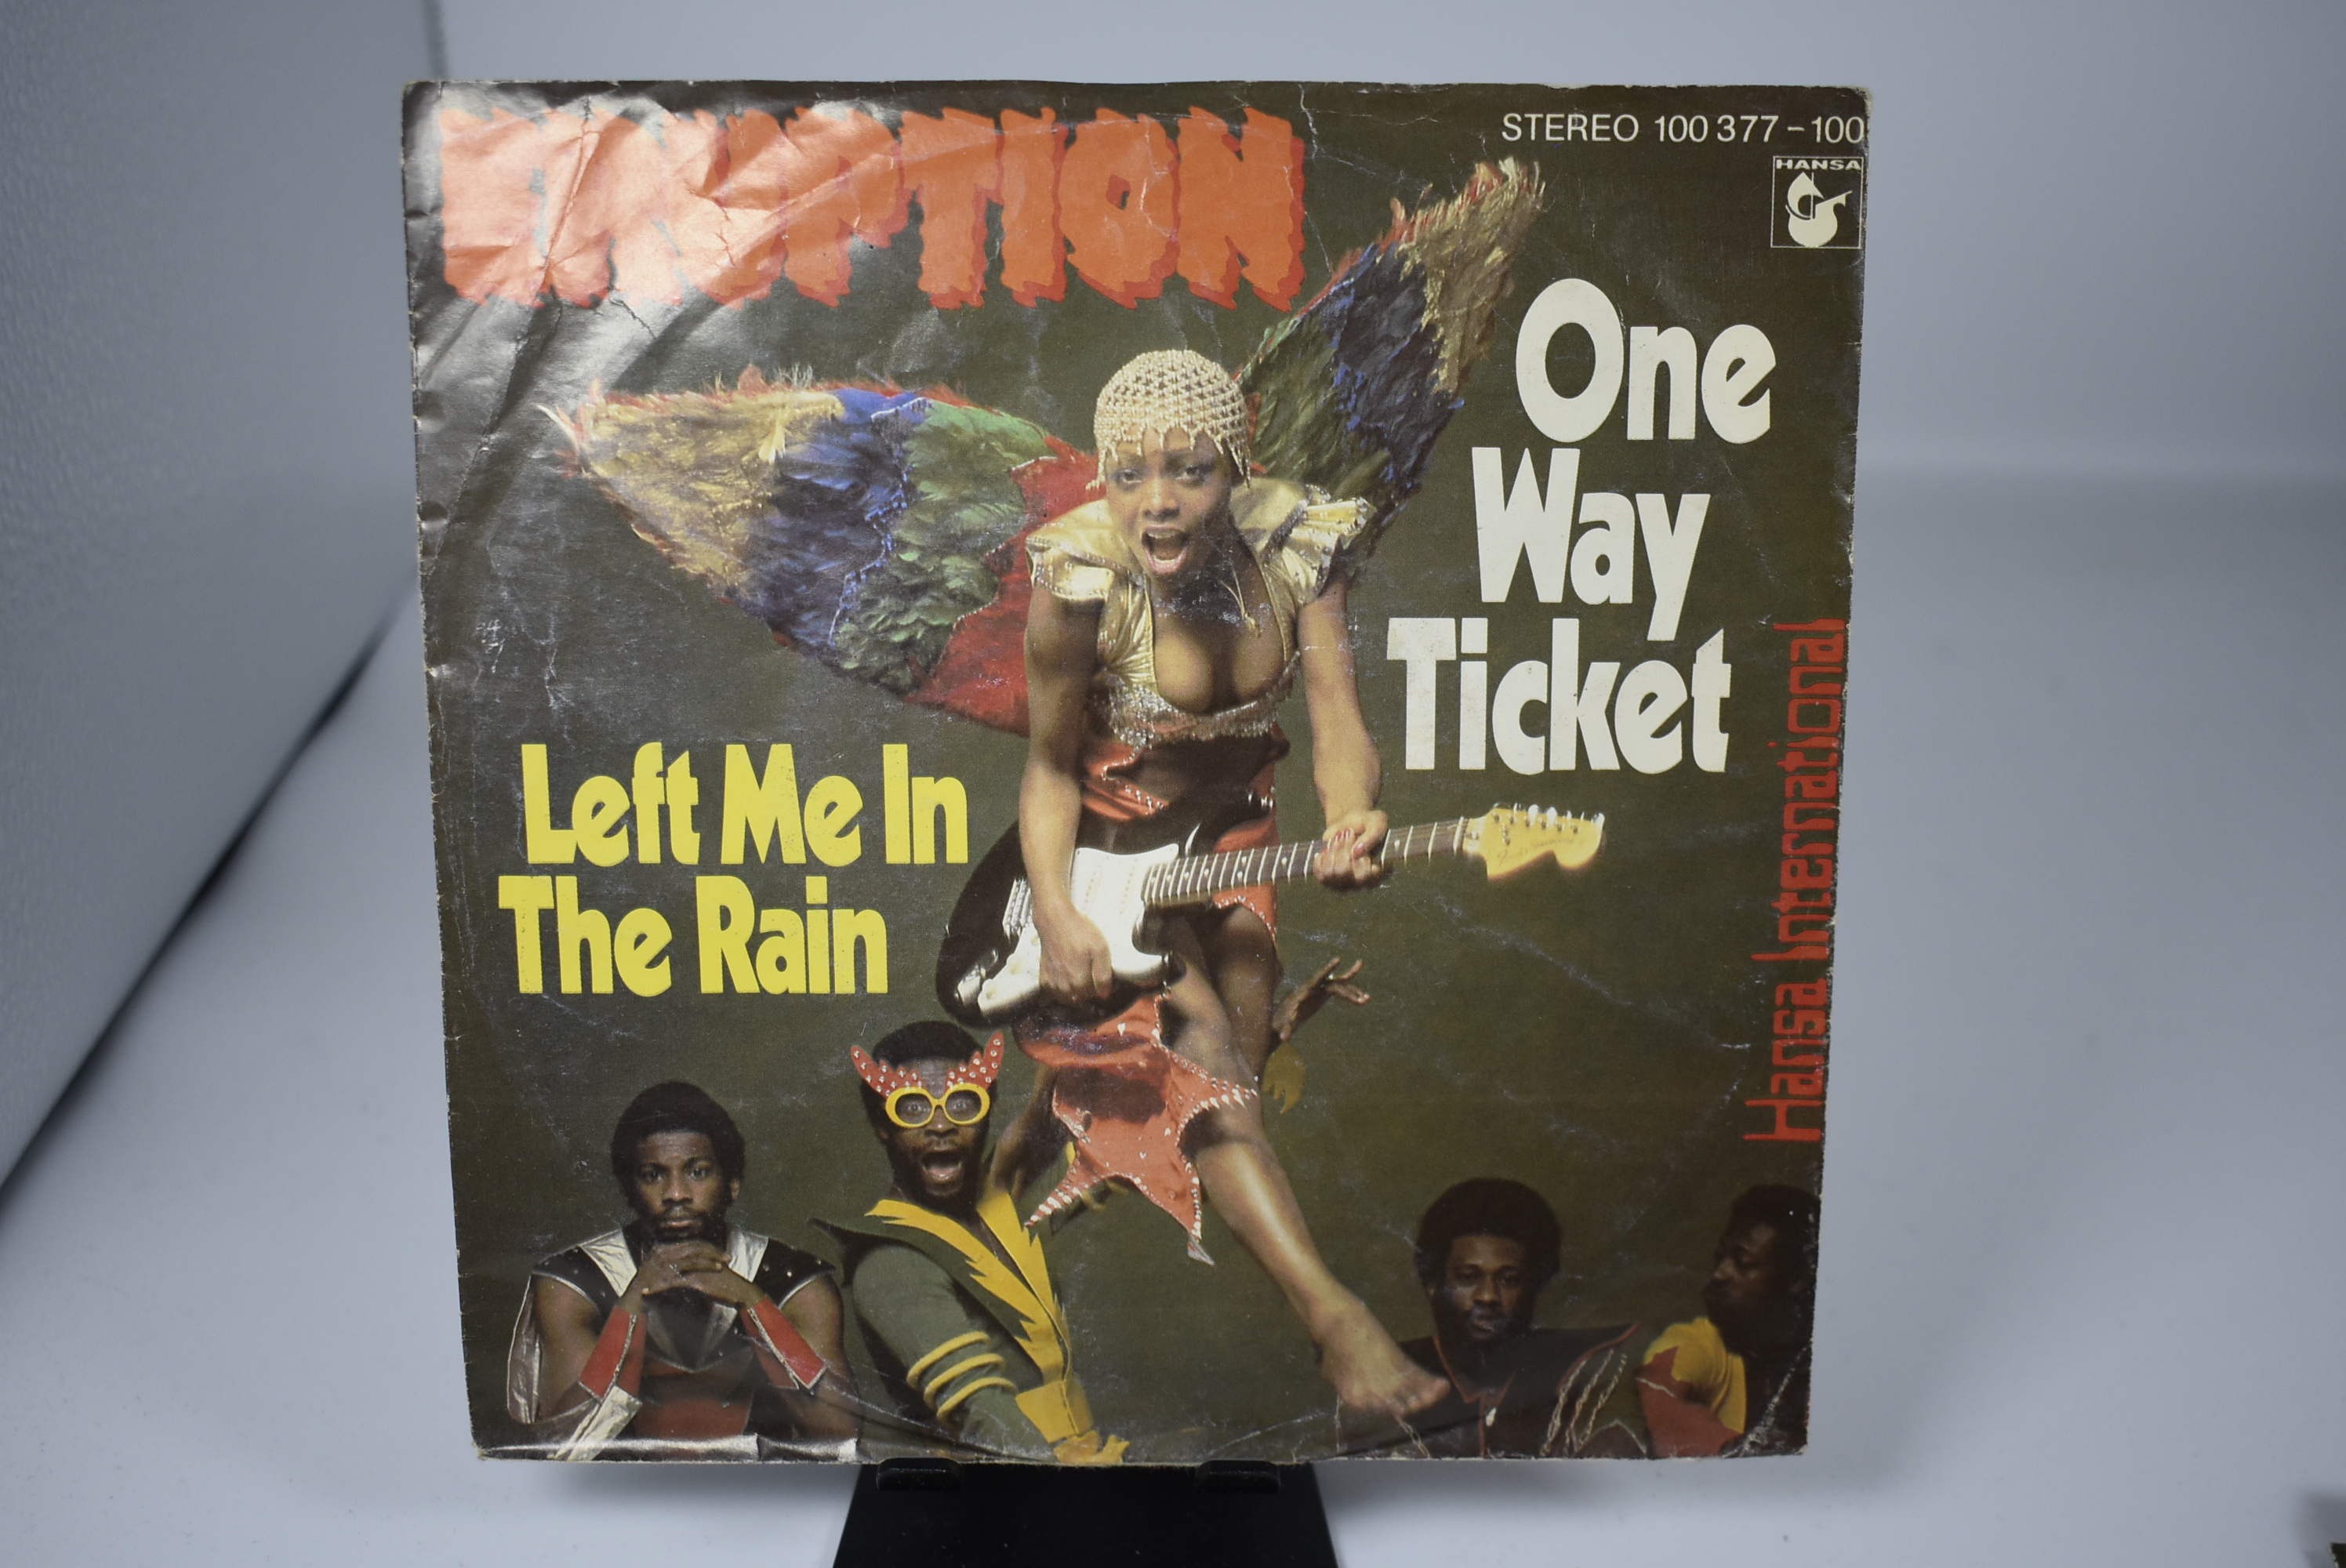 ERUPTION
STEREO 100 377 – 100
HANSA
One
Way
Ticket
Left Me In
The Rain
Hansa International